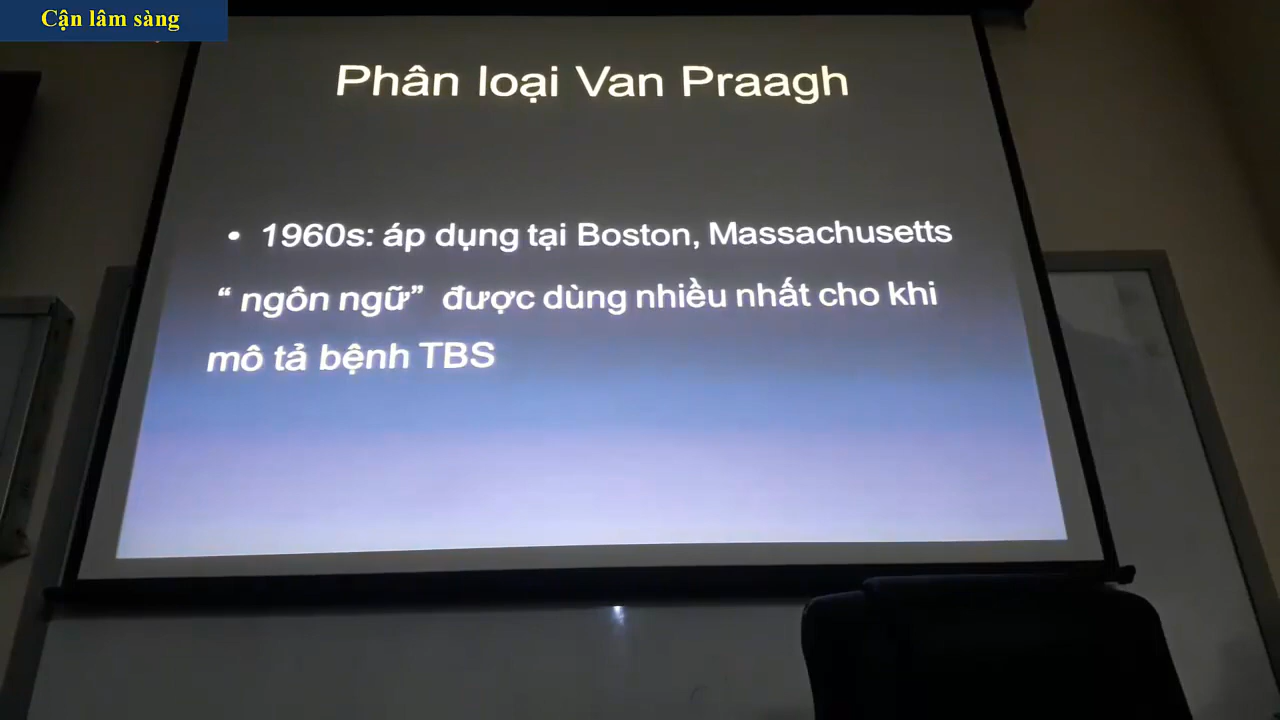 Cận lâm sàng
Phân loại Van Praagh
• 1960s: áp dụng tại Boston, Massachusetts
“ ngôn ngữ” được dùng nhiều nhất cho khi
mô tả bệnh TBS